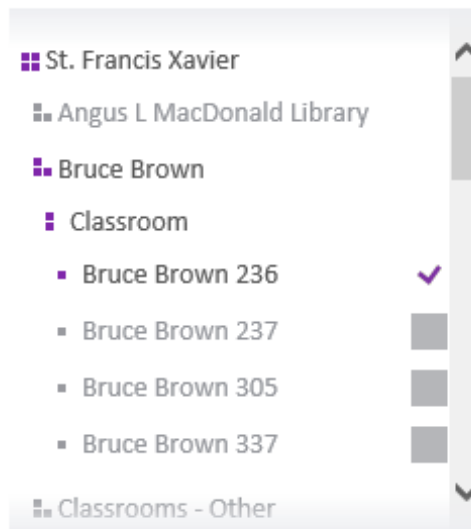 St. Francis Xavier
Angus L MacDonald Library
Bruce Brown
Classroom
Bruce Brown 236
Bruce Brown 237
Bruce Brown 305
Bruce Brown 337
Classrooms - Other